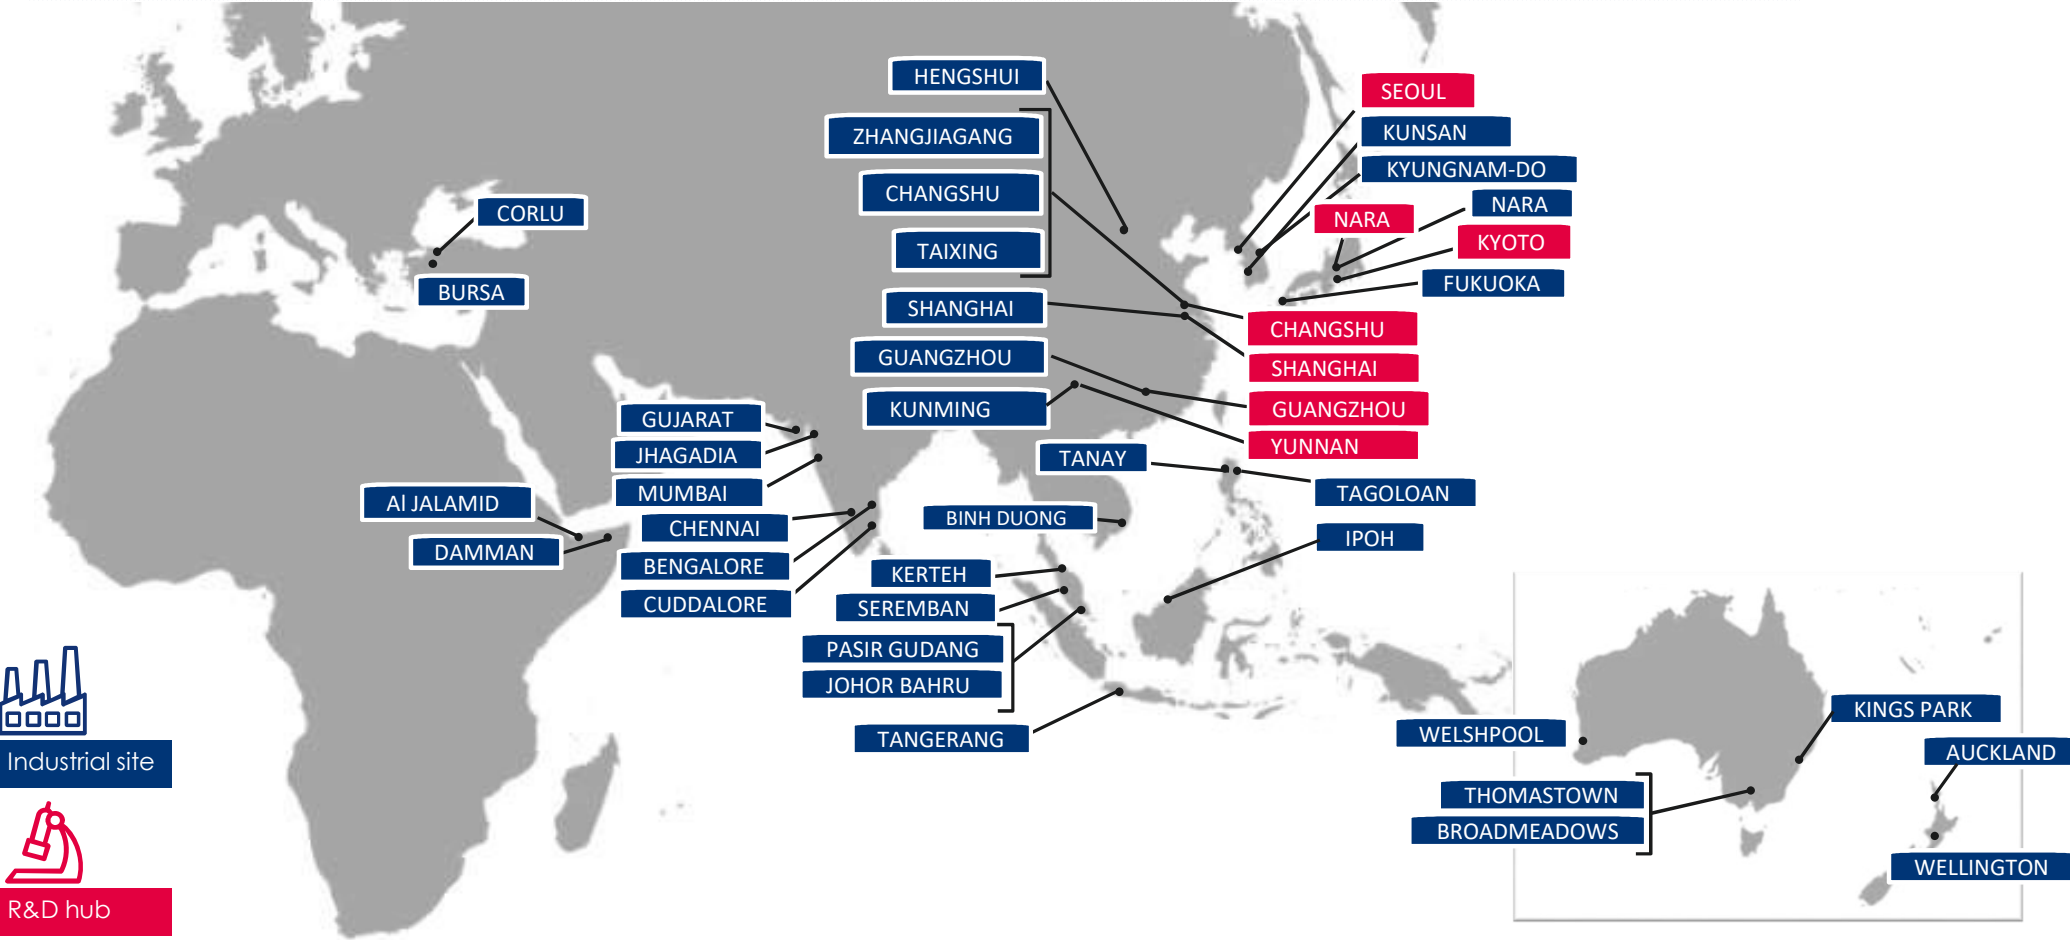 HENGSHUI
ZHANGJIAGANG
CHANGSHU
TAIXING
SHANGHAI
GUANGZHOU
KUNMING
SEOUL
KUNSAN
KYUNGNAM-DO
NARA
NARA
KYOTO
FUKUOKA
CHANGSHU
SHANGHAI
GUANGZHOU
YUNNAN
CORLU
BURSA
GUJARAT
JHAGADIA
MUMBAI
CHENNAI
BENGALORE
CUDDALORE
Al JALAMID
DAMMAN
TANAY
TAGOLOAN
BINH DUONG
IPOH
KERTEH
SEREMBAN
PASIR GUDANG
JOHOR BAHRU
TANGERANG
WELSHPOOL
KINGS PARK
AUCKLAND
THOMASTOWN
BROADMEADOWS
WELLINGTON
Industrial site
R&D hub